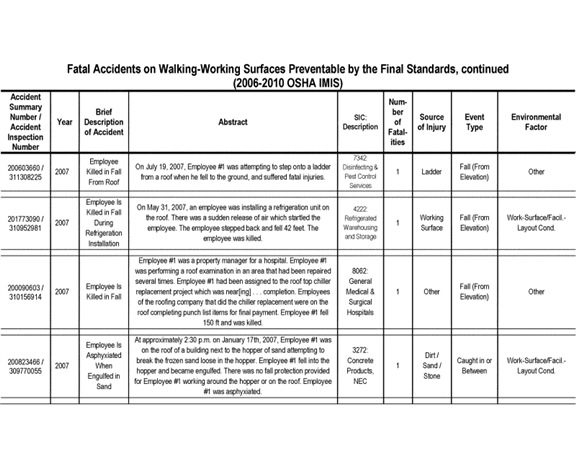 Fatal Accidents on Walking-Working Surfaces Preventable by the Final Standards, continued
(2006-2010 OSHA IMIS)
Accident
Summary
Number /
Accident
Inspection
Number
Year
Brief
Description
of Accident
Abstract
SIC:
Description
Num-
ber
of
Fatal-
ities
Source
of Injury
Event
Type
Environmental
Factor
200603660 /
311308225
2007
Employee
Killed in Fall
From Roof
On July 19, 2007, Employee #1 was attempting to step onto a ladder
from a roof when he fell to the ground, and suffered fatal injuries.
7342:
Disinfecting &
Pest Control
Services
1
Ladder
Fall (From
Elevation)
Other
201773090 /
310952981
2007
Employee Is
Killed in Fall
During
Refrigeration
Installation
On May 31, 2007, an employee was installing a refrigeration unit on
the roof. There was a sudden release of air which startled the
employee. The employee stepped back and fell 42 feet. The
employee was killed.
4222:
Refrigerated
Warehousing
and Storage
1
Working
Surface
Fall (From
Elevation)
Work-Surface/Facil.-
Layout Cond.
200090603 /
310156914
2007
Employee Is
Killed in Fall
Employee #1 was a property manager for a hospital. Employee #1
was performing a roof examination in an area that had been repaired
several times. Employee #1 had been assigned to the roof top chiller
replacement project which was near[ing] . . . completion. Employees
of the roofing company that did the chiller replacement were on the
roof completing punch list items for final payment. Employee #1 fell
150 ft and was killed.
8062:
General
Medical &
Surgical
Hospitals
1
Other
Fall (From
Elevation)
Other
200823466 /
309770055
2007
Employee Is
Asphyxiated
When
Engulfed in
Sand
At approximately 2:30 p.m. on January 17th, 2007, Employee #1 was
on the roof of a building next to the hopper of sand attempting to
break the frozen sand loose in the hopper. Employee #1 fell into the
hopper and became engulfed. There was no fall protection provided
for Employee #1 working around the hopper or on the roof. Employee
#1 was asphyxiated.
3272:
Concrete
Products,
NEC
1
Dirt /
Sand /
Stone
Caught in or
Between
Work-Surface/Facil.-
Layout Cond.